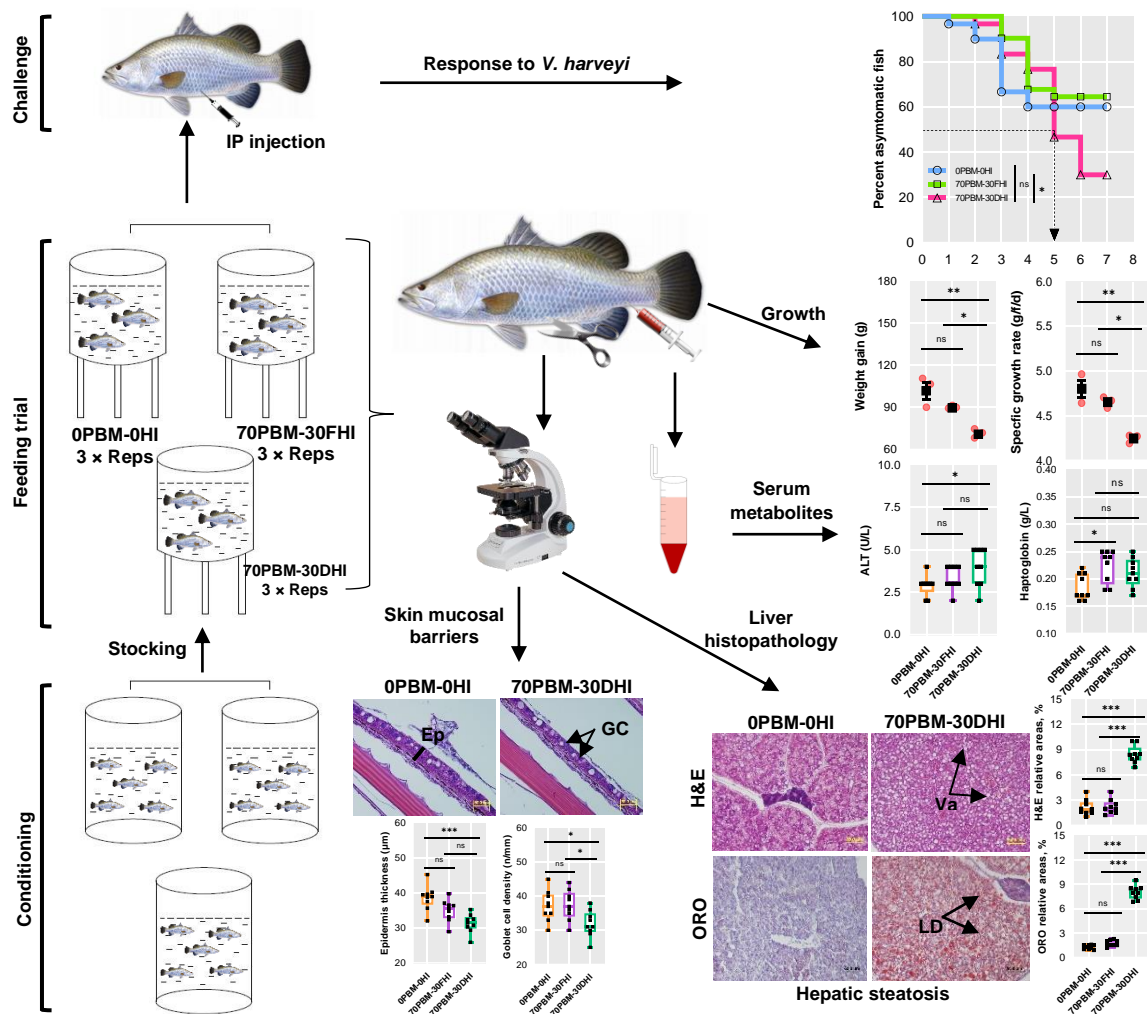 Challenge
IP injection
Response to V. harveyi
Percent asymtomatic fish
100
80
60
40
20
0
0PBM-0HI
70PBM-30FHI
70PBM-30DHI
ns
*
0 1 2 3 4 5 6 7 8
Feeding trial
0PBM-0HI
3 × Reps
70PBM-30FHI
3 × Reps
70PBM-30DHI
3 × Reps
Growth
Weight gain (g)
180
150
120
90
60
**
*
ns
Specfic growth rate (g/f/d)
6.0
5.5
5.0
4.5
4.0
**
*
ns
Serum
metabolites
ALT (U/L)
10.0
7.5
5.0
2.5
0.0
*
ns
ns
0PBM-0HI
70PBM-30FHI
70PBM-30DHI
Haptoglobin (g/L)
0.40
0.35
0.30
0.25
0.20
0.15
0.10
ns
ns
*
0PBM-0HI
70PBM-30FHI
70PBM-30DHI
Stocking
Conditioning
Skin mucosal
barriers
Liver
histopathology
0PBM-0HI
70PBM-30DHI
Ep
GC
Epidermis thickness (µm)
60
50
40
30
20
***
ns
ns
0PBM-0HI
70PBM-30FHI
70PBM-30DHI
Goblet cell density (n/mm)
60
50
40
30
20
*
*
ns
0PBM-0HI
70PBM-30FHI
70PBM-30DHI
0PBM-0HI
70PBM-30DHI
H&E
Va
ORO
LD
Hepatic steatosis
H&E relative areas, %
15
12
9
6
3
0
***
***
ns
ORO relative areas, %
15
12
9
6
3
0
***
***
ns
0PBM-0HI
70PBM-30FHI
70PBM-30DHI